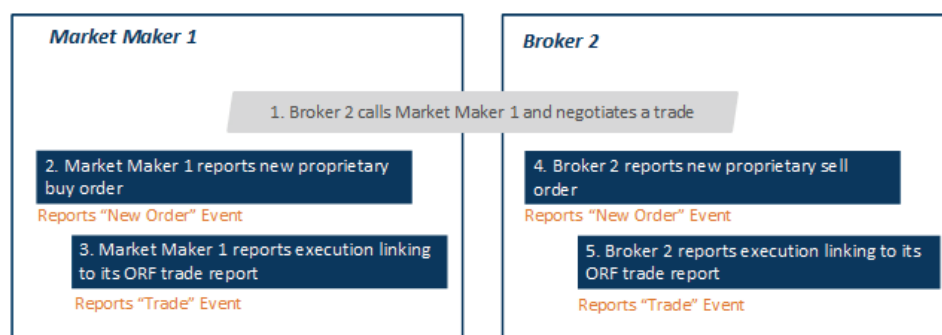 Market Maker 1
Broker 2
1. Broker 2 calls Market Maker 1 and negotiates a trade
2. Market Maker 1 reports new proprietary
buy order
Reports “New Order” Event
3. Market Maker 1 reports execution linking
to its ORF trade report
Reports “Trade” Event
4. Broker 2 reports new proprietary sell
order
Reports “New Order” Event
5. Broker 2 reports execution linking to its
ORF trade report
Reports “Trade” Event